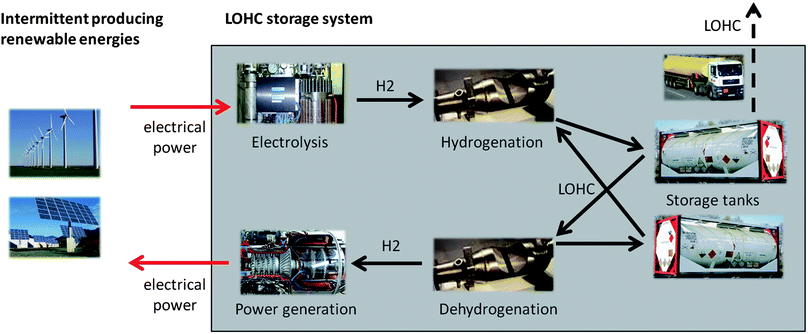 Intermittent producing
renewable energies
LOHC storage system
LOHC
H2
electrical
power
Electrolysis
Hydrogenation
LOHC
Storage tanks
H2
electrical
power
Power generation
Dehydrogenation